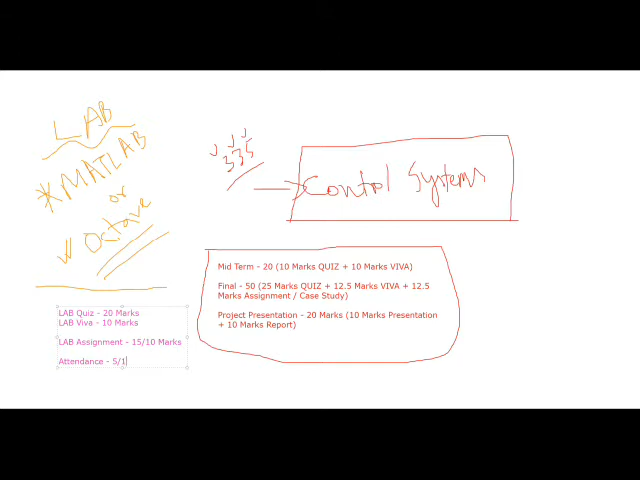 LAB
*MATLAB
or
Octave
335
Control Systems
LAB Quiz - 20 Marks
LAB Viva - 10 Marks
LAB Assignment - 15/10 Marks
Attendance - 5/1
Mid Term - 20 (10 Marks QUIZ + 10 Marks VIVA)
Final - 50 (25 Marks QUIZ + 12.5 Marks VIVA + 12.5
Marks Assignment / Case Study)
Project Presentation - 20 Marks (10 Marks Presentation
+ 10 Marks Report)